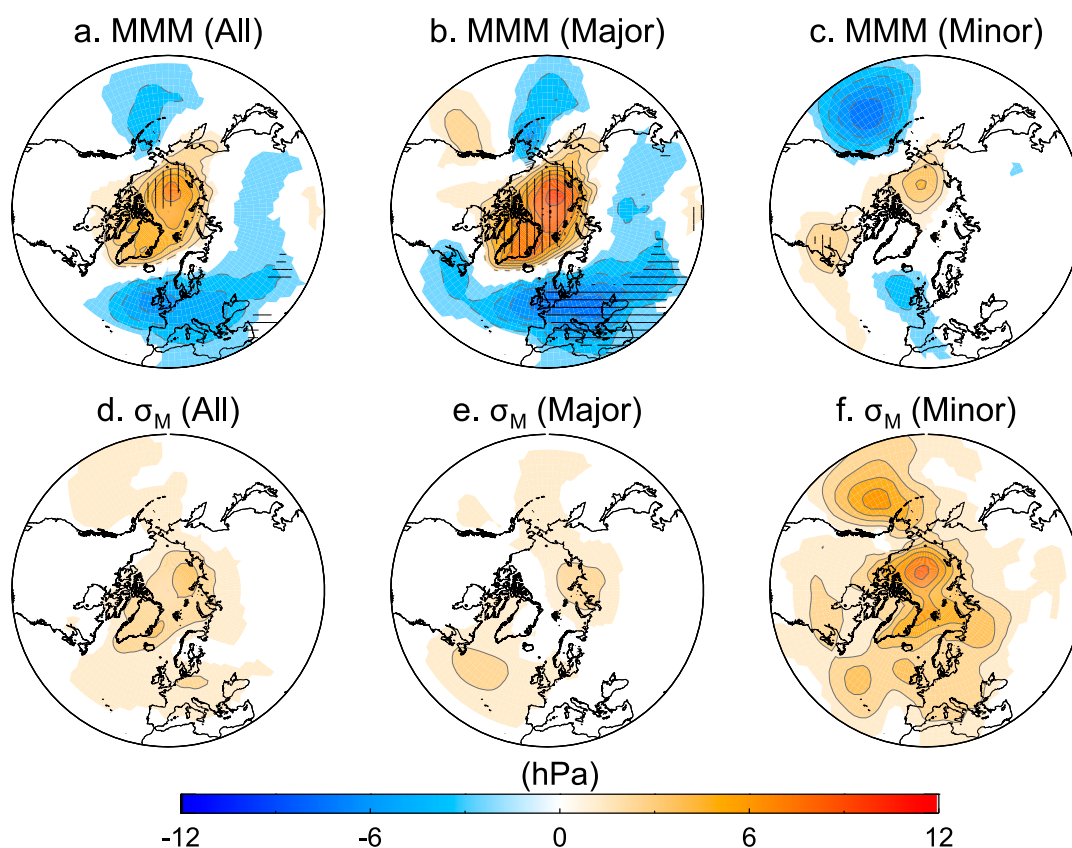 a. MMM (All)
b. MMM (Major)
c. MMM (Minor)
d. σM (All)
e. σM (Major)
f. σM (Minor)
(hPa)
-12 -6 0 6 12